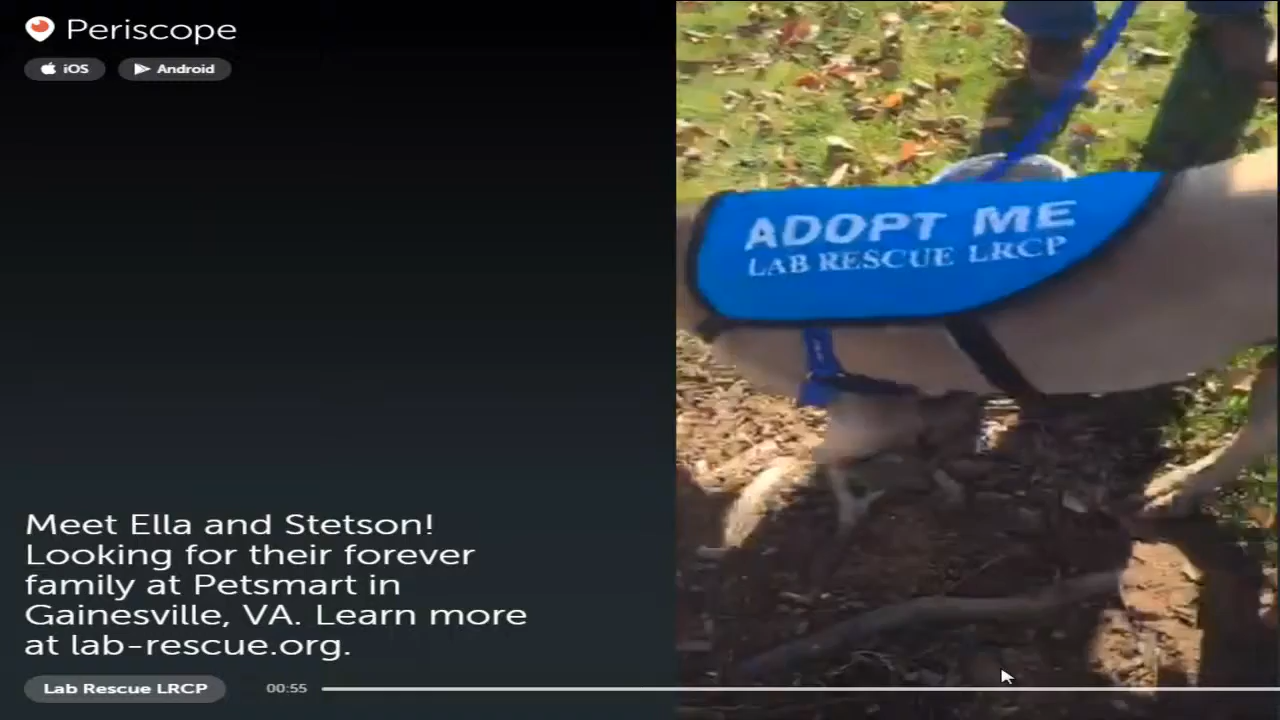 Periscope
iOS
Android
ADOPT ME
LAB RESCUE LRCP
Meet Ella and Stetson!
Looking for their forever
family at Petsmart in
Gainesville, VA. Learn more
at lab-rescue.org.
Lab Rescue LRCP
00:55